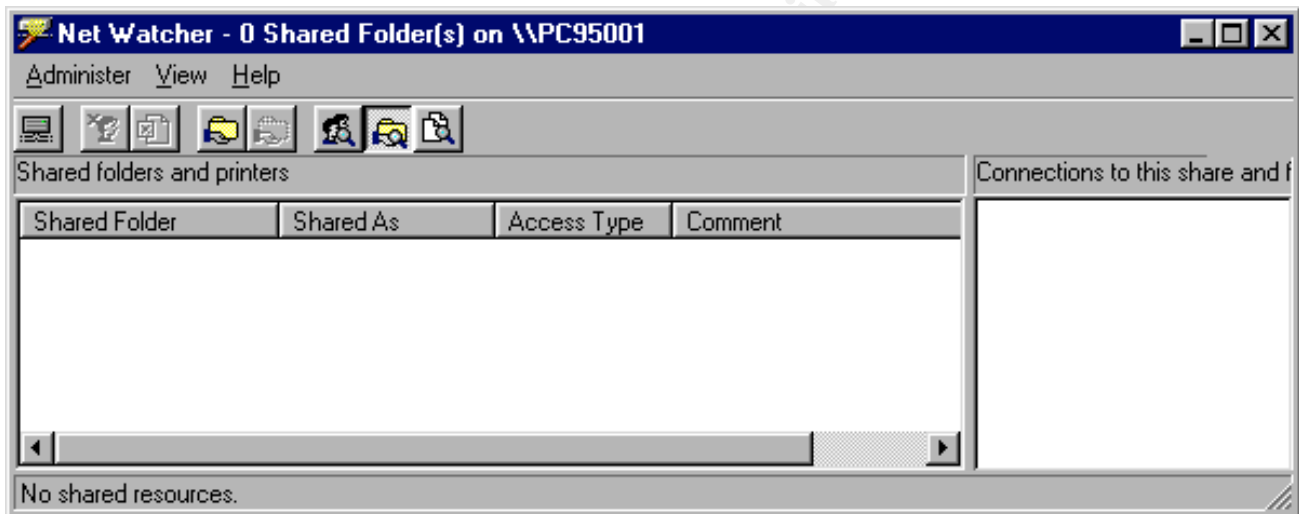 Net Watcher - 0 Shared Folder(s) on \\PC95001
Administer View Help
Shared folders and printers
Connections to this share and f
Shared Folder Shared As Access Type Comment
No shared resources.